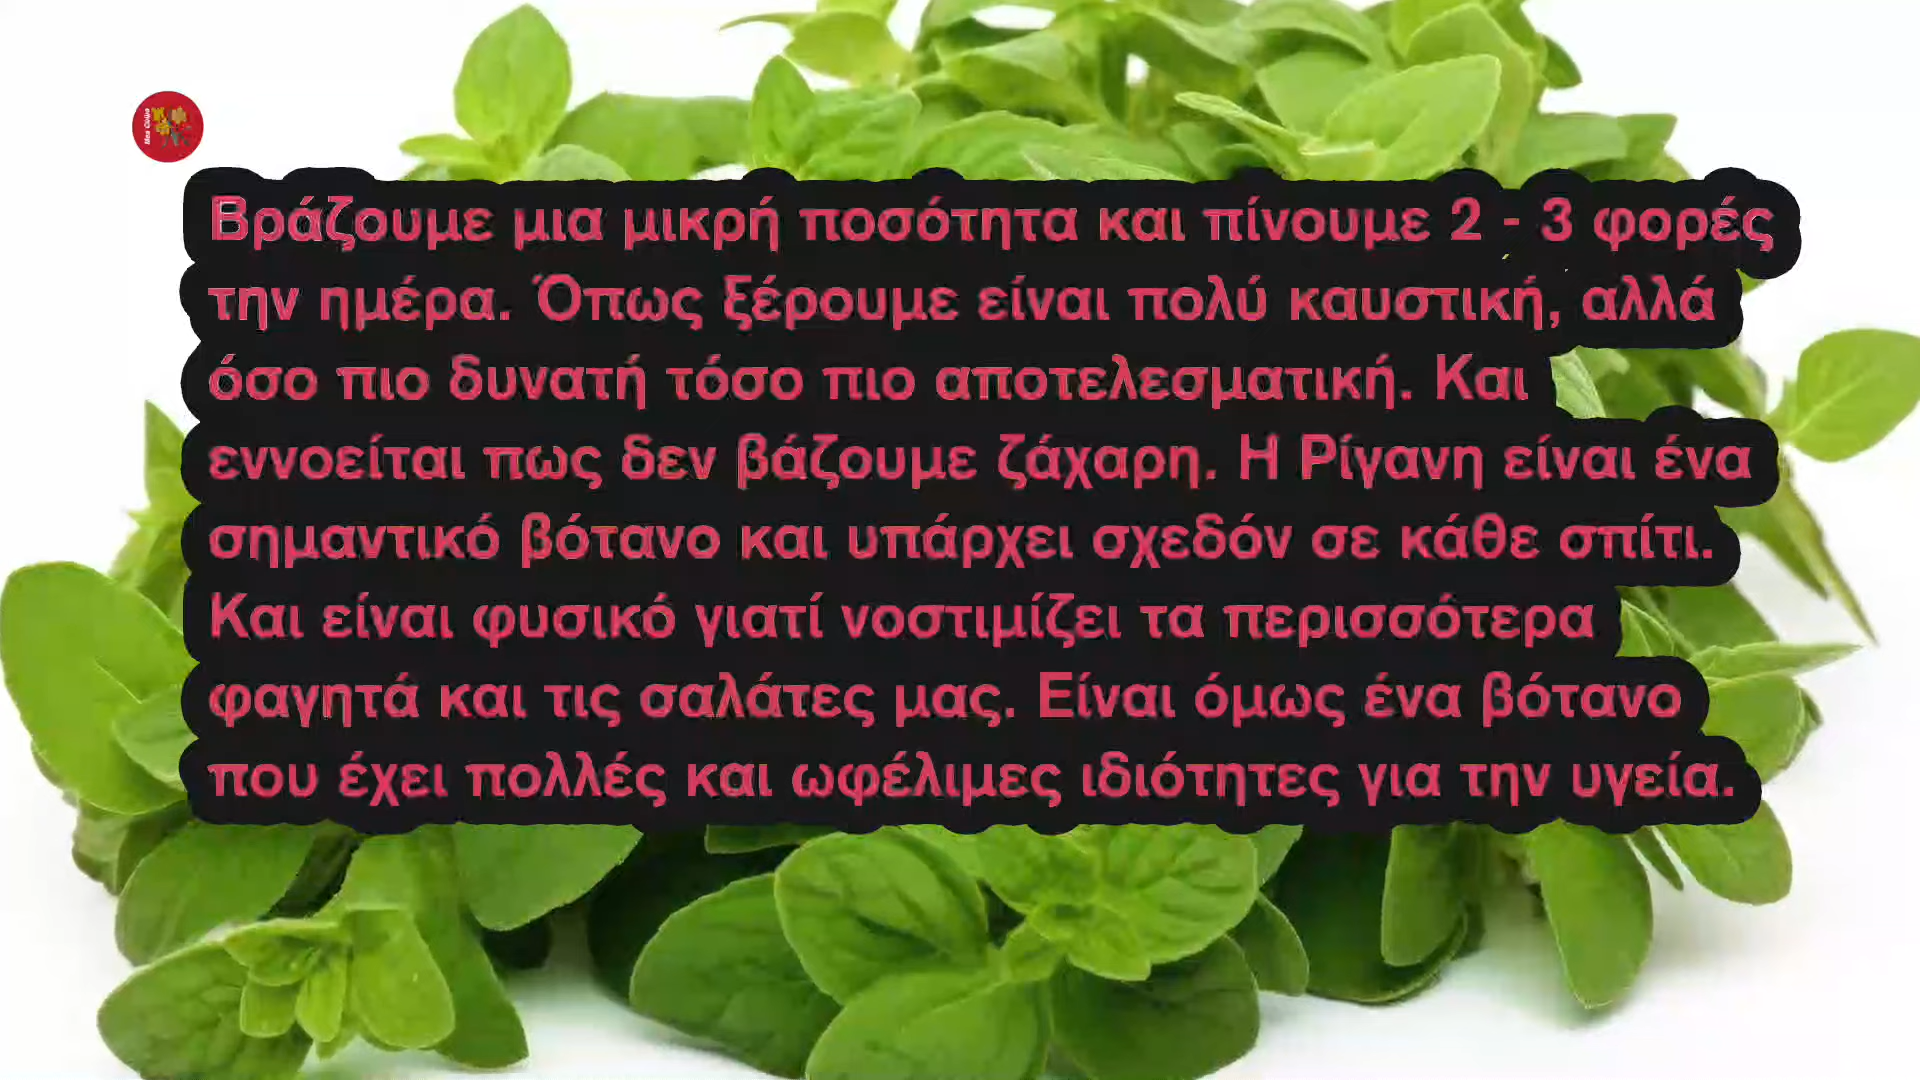 Βράζουμε μια μικρή ποσότητα και πίνουμε 2 - 3 φορές
την ημέρα. Όπως ξέρουμε είναι πολύ καυστική, αλλά
όσο πιο δυνατή τόσο πιο αποτελεσματική. Και
εννοείται πως δεν βάζουμε ζάχαρη. Η Ρίγανη είναι ένα
σημαντικό βότανο και υπάρχει σχεδόν σε κάθε σπίτι.
Και είναι φυσικό γιατί νοστιμίζει τα περισσότερα
φαγητά και τις σαλάτες μας. Είναι όμως ένα βότανο
που έχει πολλές και ωφέλιμες ιδιότητες για την υγεία.